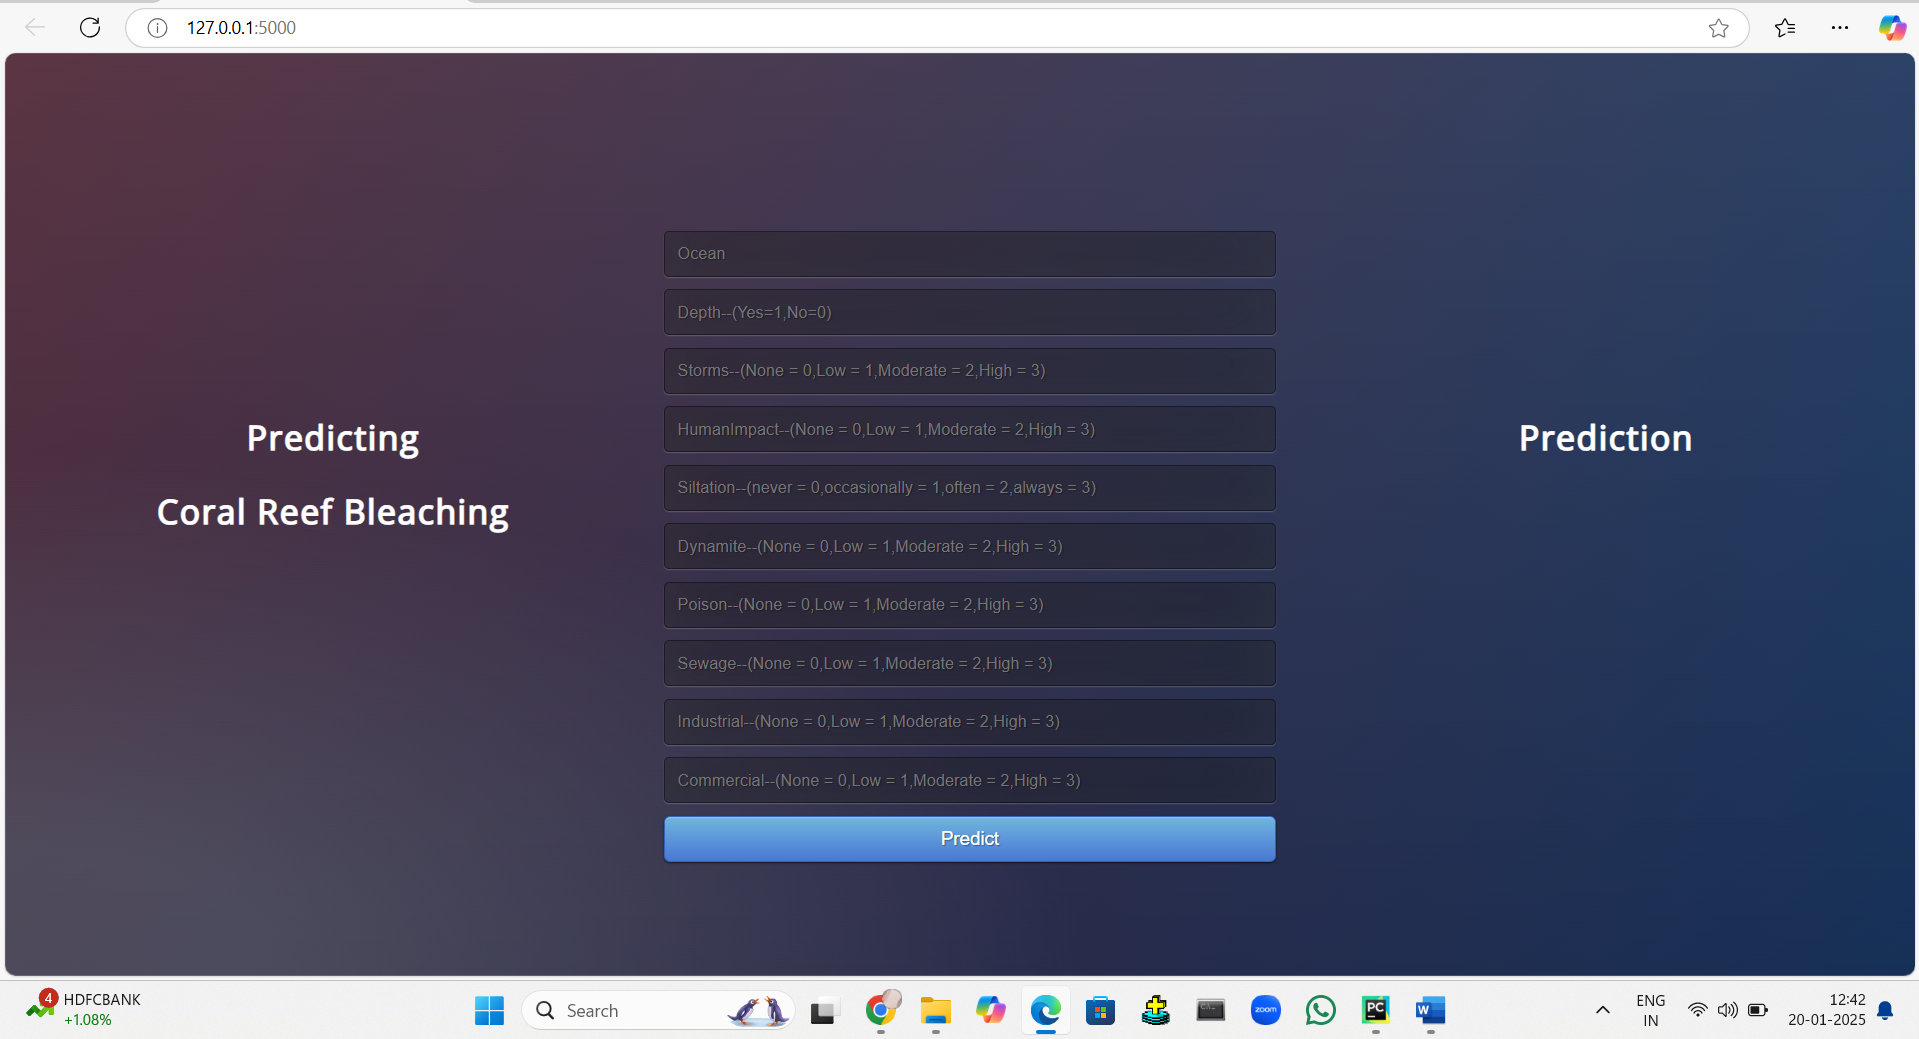 127.0.0.1:5000
Predicting
Coral Reef Bleaching
Ocean
Depth--(Yes=1,No=0)
Storms--(None = 0,Low = 1,Moderate = 2,High = 3)
HumanImpact--(None = 0,Low = 1,Moderate = 2,High = 3)
Siltation--(never = 0,occasionally = 1,often = 2,always = 3)
Dynamite--(None = 0,Low = 1,Moderate = 2,High = 3)
Poison--(None = 0,Low = 1,Moderate = 2,High = 3)
Sewage--(None = 0,Low = 1,Moderate = 2,High = 3)
Industrial--(None = 0,Low = 1,Moderate = 2,High = 3)
Commercial--(None = 0,Low = 1,Moderate = 2,High = 3)
Predict
Prediction
4
HDFCBANK
+1.08%
Search
zoom
PC
W
ENG
IN
12:42
20-01-2025